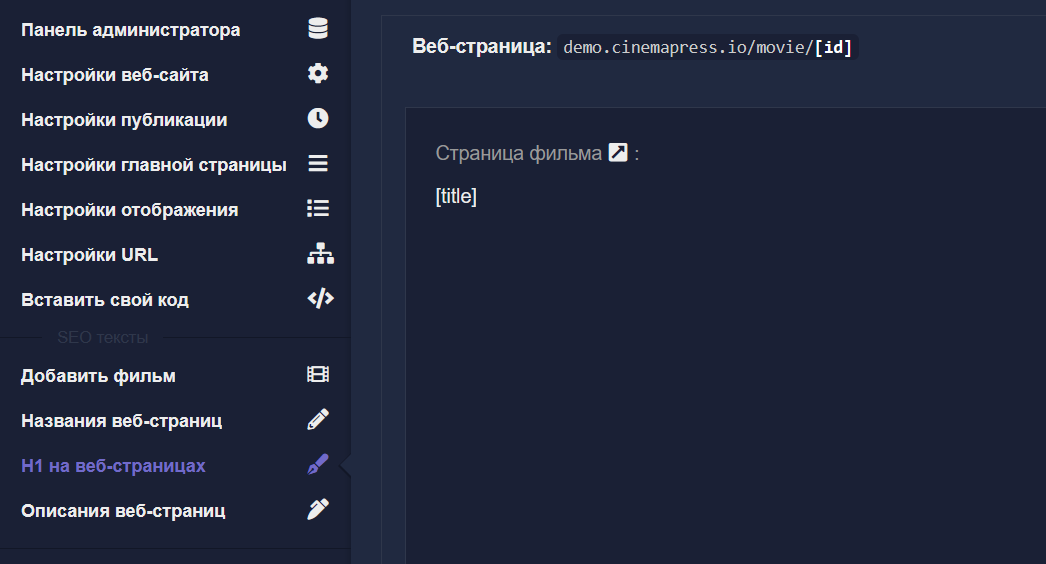 Панель администратора
Настройки веб-сайта
Настройки публикации
Настройки главной страницы
Настройки отображения
Настройки URL
Вставить свой код
SEO тексты
Добавить фильм
Названия веб-страниц
H1 на веб-страницах
Описания веб-страниц
Веб-страница: demo.cinemapress.io/movie/[id]
Страница фильма :
[title]